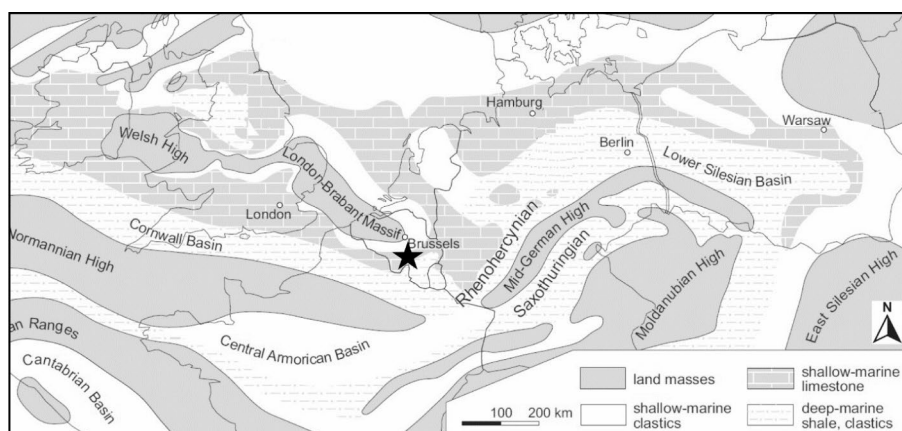 Hamburg
Warsaw
Welsh High
Berlin
London-Brabant Massif
Lower Silesian Basin
London
Cornwall Basin
Brussels
Normannian High
Rhenohercynian
Mid-German High
Saxothuringian
Moldanubian High
East Silesian High
N
an Ranges
Central Armorican Basin
Cantabrian Basin
land masses
shallow-marine
limestone
shallow-marine
clastics
deep-marine
shale, clastics
100 200 km